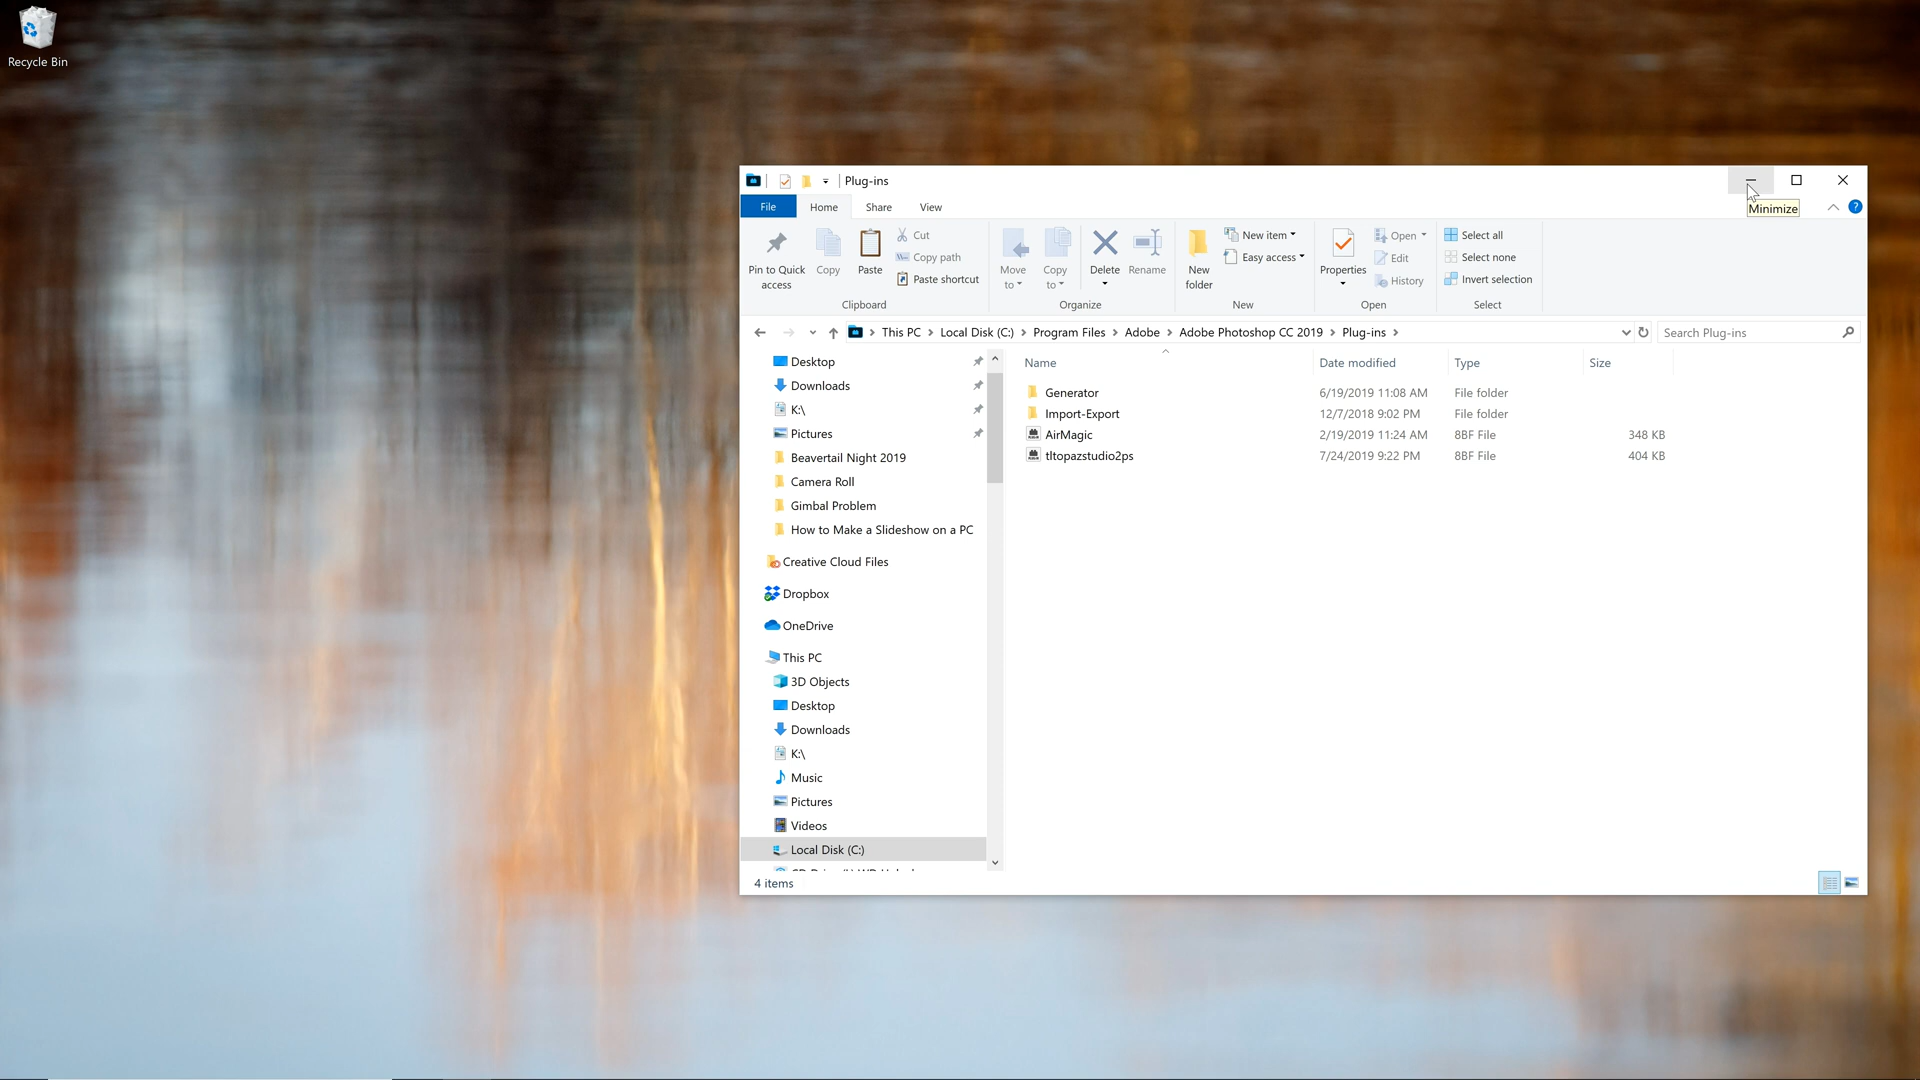 Recycle Bin
Plug-ins
Minimize
File Home Share View
Pin to Quick access
Copy
Paste
Cut
Copy path
Paste shortcut
Clipboard
Move to
Copy to
Delete
Rename
Organize
New folder
New item
Easy access
New
Properties
Open
Edit
History
Open
Select all
Select none
Invert selection
Select
This PC > Local Disk (C:) > Program Files > Adobe > Adobe Photoshop CC 2019 > Plug-ins >
Search Plug-ins
Desktop
Downloads
K:\
Pictures
Beavertail Night 2019
Camera Roll
Gimbal Problem
How to Make a Slideshow on a PC
Creative Cloud Files
Dropbox
OneDrive
This PC
3D Objects
Desktop
Downloads
K:\
Music
Pictures
Videos
Local Disk (C:)
Name Date modified Type Size
Generator 6/19/2019 11:08 AM File folder
Import-Export 12/7/2018 9:02 PM File folder
AirMagic 2/19/2019 11:24 AM 8BF File 348 KB
tltopazstudio2ps 7/24/2019 9:22 PM 8BF File 404 KB
4 items